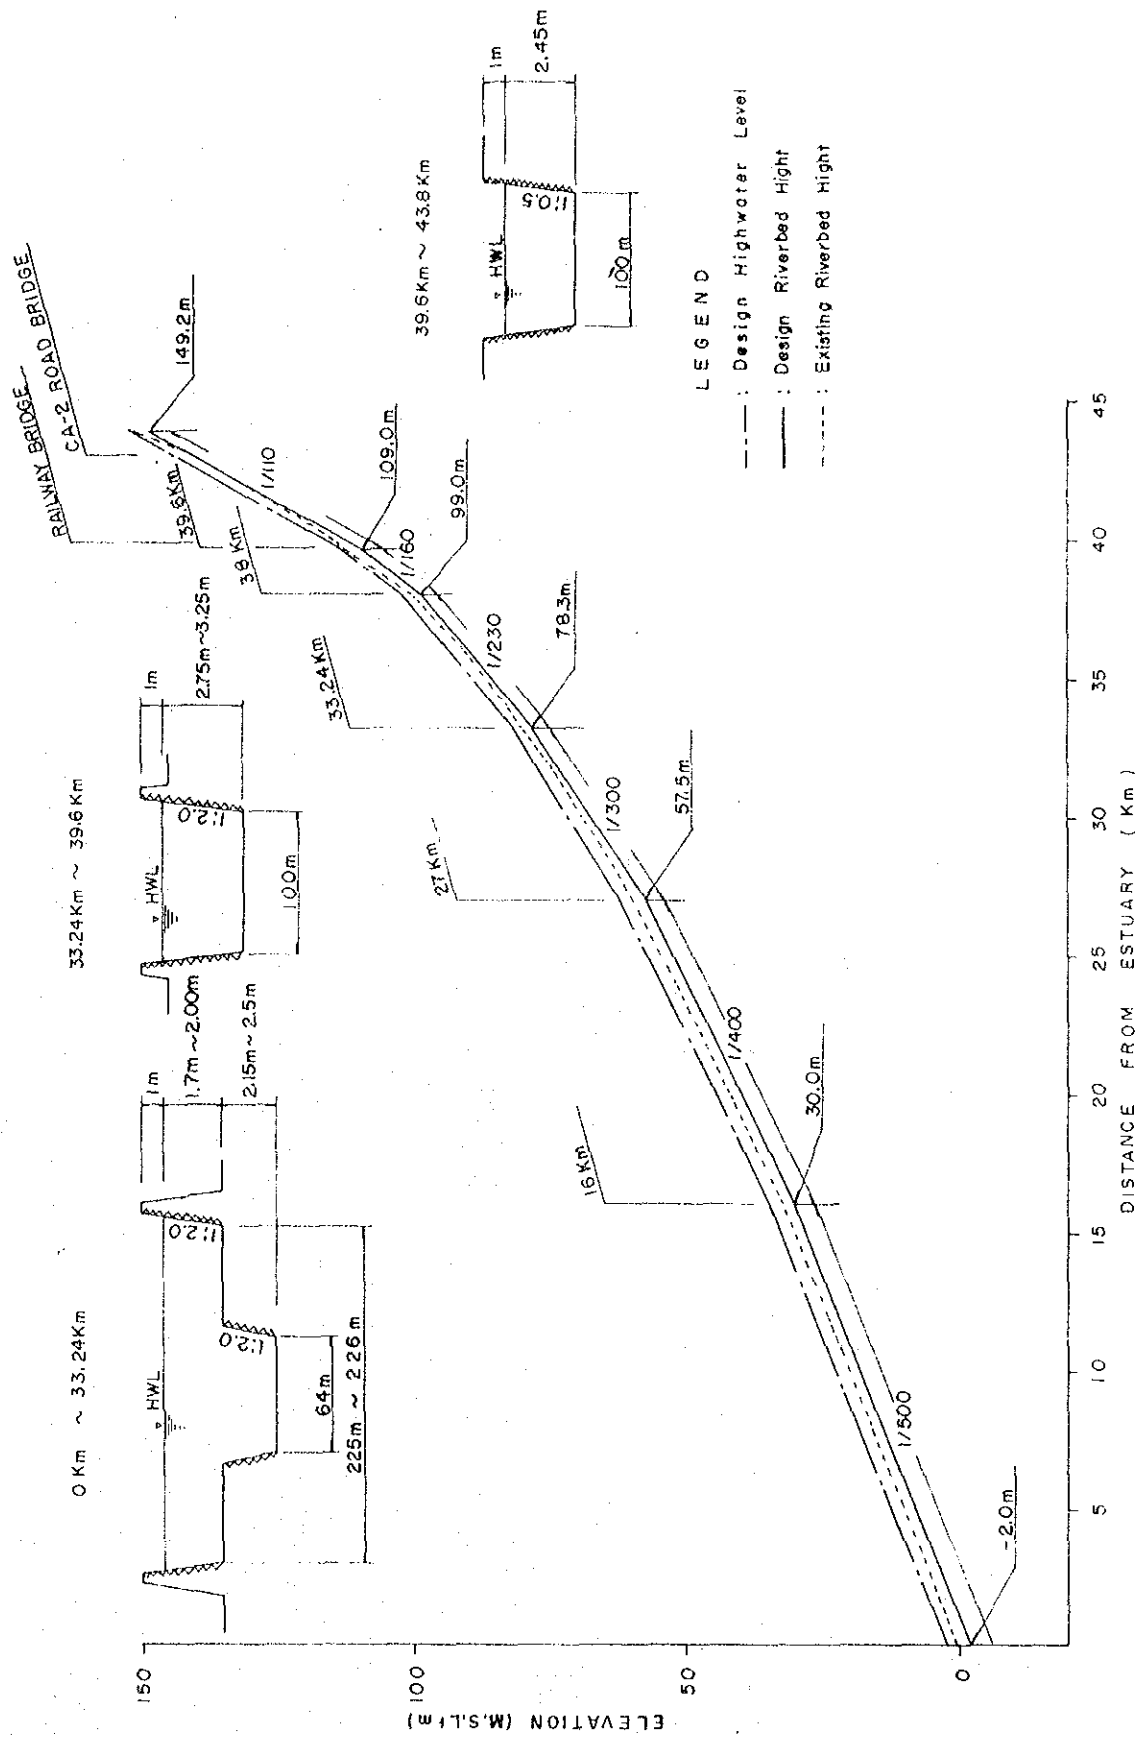 0 Km ~ 33.24Km
HWL
1:2.0
1:2.0
64m
225m ~ 226m
1m
1.7m~2.00m
2.15m~2.5m
33.24Km ~ 39.6Km
HWL
1:2.0
100m
1m
2.75m~3.25m
39.6Km ~ 43.8Km
HWL
1:0.5
100m
1m
2.45m
RAILWAY BRIDGE
CA-2 ROAD BRIDGE
39.6Km
38 Km
33.24Km
27 Km
16 Km
149.2m
109.0m
99.0m
78.3m
57.5m
30.0m
-2.0m
1/110
1/160
1/230
1/300
1/400
1/500
LEGEND
: Design Highwater Level
: Design Riverbed Hight
: Existing Riverbed Hight
ELEVATION (M.S.L+m)
150
100
50
0
5
10
15
20
25
30
35
40
45
DISTANCE FROM ESTUARY ( Km )